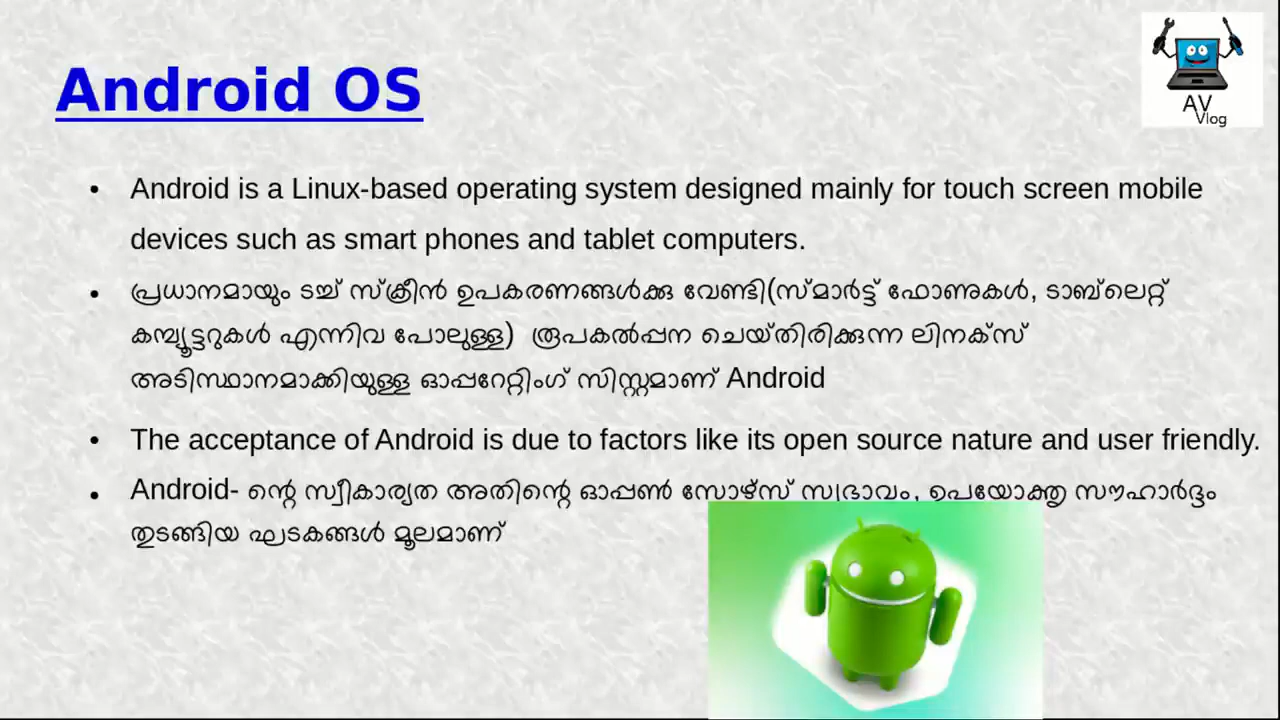 AV
Vlog
Android OS
• Android is a Linux-based operating system designed mainly for touch screen mobile
devices such as smart phones and tablet computers.
• പ്രധാനമായും ടച്ച് സ്ക്രീൻ ഉപകരണങ്ങൾക്കു വേണ്ടി(സ്മാർട്ട് ഫോണുകൾ, ടാബ്‌ലെറ്റ്
കമ്പ്യൂട്ടറുകൾ എന്നിവ പോലുള്ള) രൂപകൽപ്പന ചെയ്‌തിരിക്കുന്ന ലിനക്സ്
അടിസ്ഥാനമാക്കിയുള്ള ഓപ്പറേറ്റിംഗ് സിസ്റ്റമാണ് Android
• The acceptance of Android is due to factors like its open source nature and user friendly.
• Android- ന്റെ സ്വീകാര്യത അതിന്റെ ഓപ്പൺ സോഴ്‌സ് സ്വഭാവം, ഉപയോക്തൃ സൗഹാർദ്ദം
തുടങ്ങിയ ഘടകങ്ങൾ മൂലമാണ്